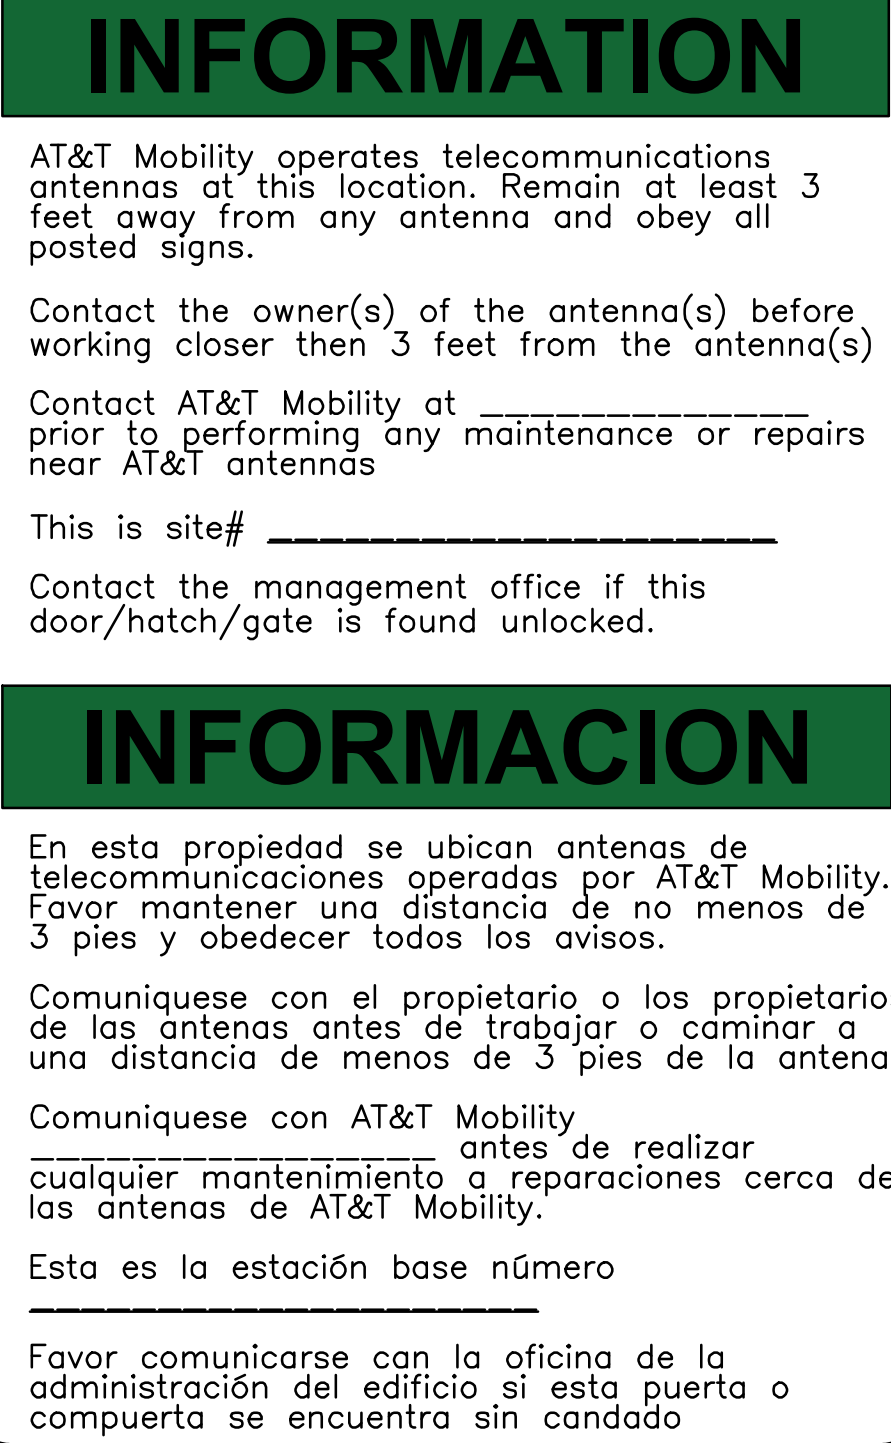 INFORMATION
AT&T Mobility operates telecommunications
antennas at this location. Remain at least 3
feet away from any antenna and obey all
posted signs.
Contact the owner(s) of the antenna(s) before
working closer then 3 feet from the antenna(s)
Contact AT&T Mobility at _____________
prior to performing any maintenance or repairs
near AT&T antennas
This is site# ____________________
Contact the management office if this
door/hatch/gate is found unlocked.
INFORMACION
En esta propiedad se ubican antenas de
telecommunicaciones operadas por AT&T Mobility.
Favor mantener una distancia de no menos de
3 pies y obedecer todos los avisos.
Comuniquese con el propietario o los propietario
de las antenas antes de trabajar o caminar a
una distancia de menos de 3 pies de la antena
Comuniquese con AT&T Mobility
________________ antes de realizar
cualquier mantenimiento a reparaciones cerca de
las antenas de AT&T Mobility.
Esta es la estación base número
____________________
Favor comunicarse can la oficina de la
administración del edificio si esta puerta o
compuerta se encuentra sin candado